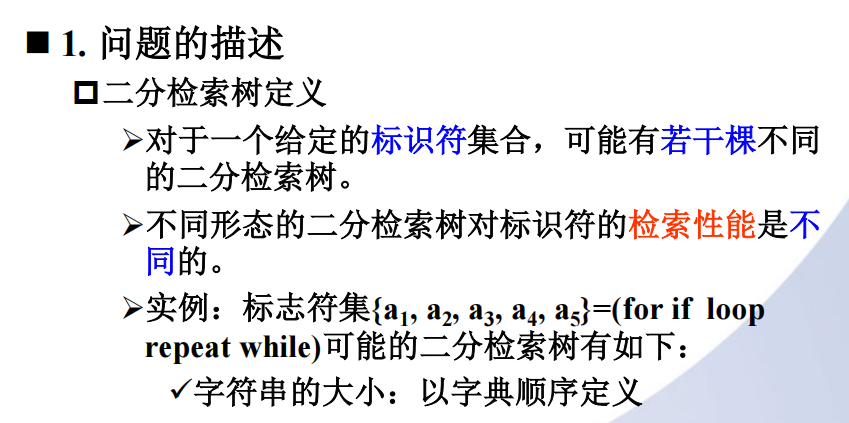 ■ 1. 问题的描述
二分检索树定义
➢对于一个给定的标识符集合，可能有若干棵不同
的二分检索树。
➢不同形态的二分检索树对标识符的检索性能是不
同的。
➢实例：标志符集{a1, a2, a3, a4, a5}=(for if loop
repeat while)可能的二分检索树有如下：
✓字符串的大小：以字典顺序定义